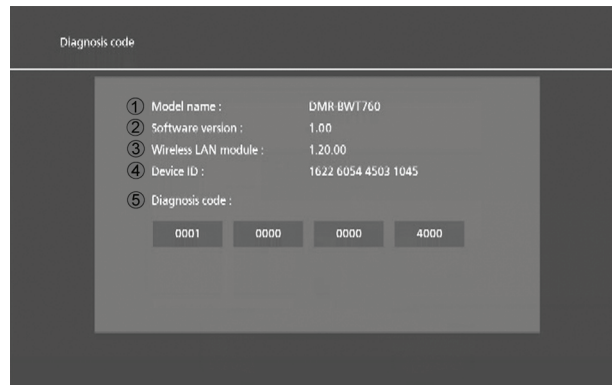 Diagnosis code
① Model name : DMR-BWT760
② Software version : 1.00
③ Wireless LAN module : 1.20.00
④ Device ID : 1622 6054 4503 1045
⑤ Diagnosis code :
0001 0000 0000 4000